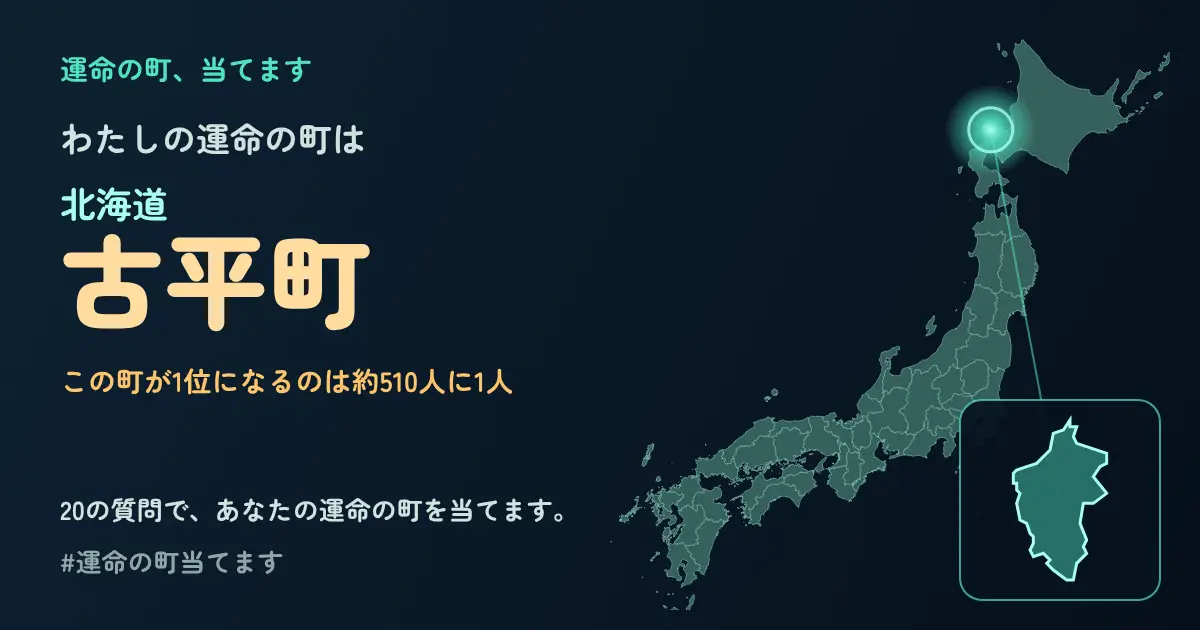 運命の町、当てます
わたしの運命の町は
北海道
古平町
この町が1位になるのは約510人に1人
20の質問で、あなたの運命の町を当てます。
#運命の町当てます